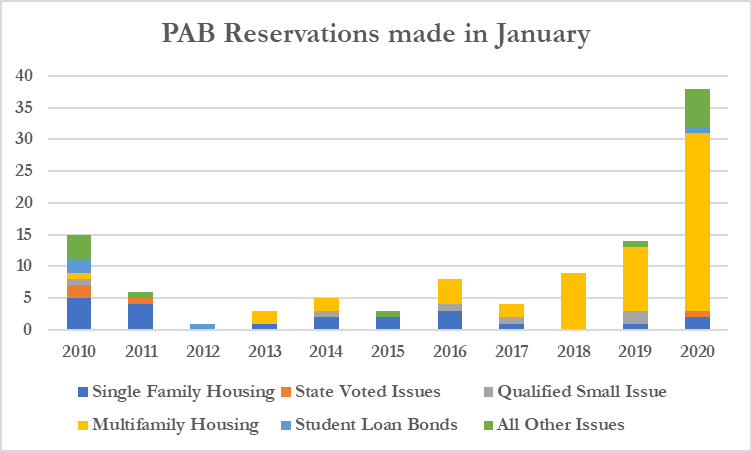 PAB Reservations made in January
40
35
30
25
20
15
10
5
0
2010 2011 2012 2013 2014 2015 2016 2017 2018 2019 2020
Single Family Housing State Voted Issues Qualified Small Issue
Multifamily Housing Student Loan Bonds All Other Issues